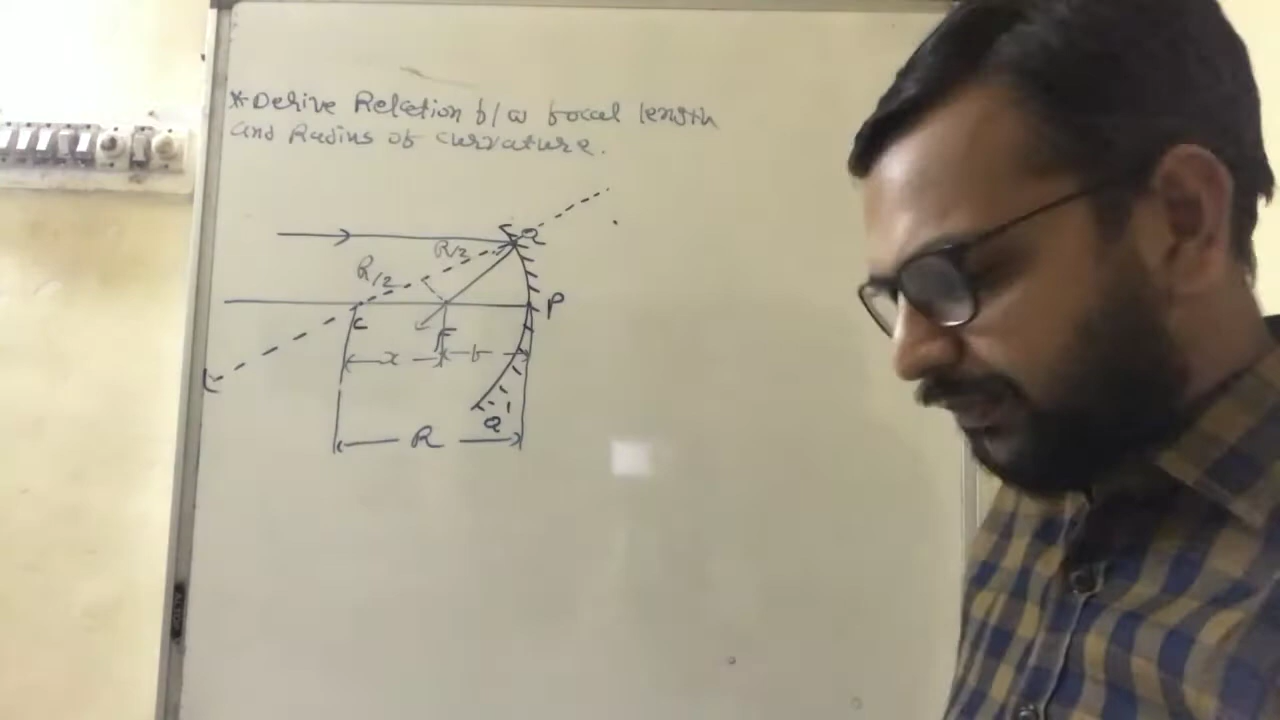 *Derive Relation b/w focal length
and Radius of curvature.
Q
R/2
R/2
P
C
F
x
f
Q
R